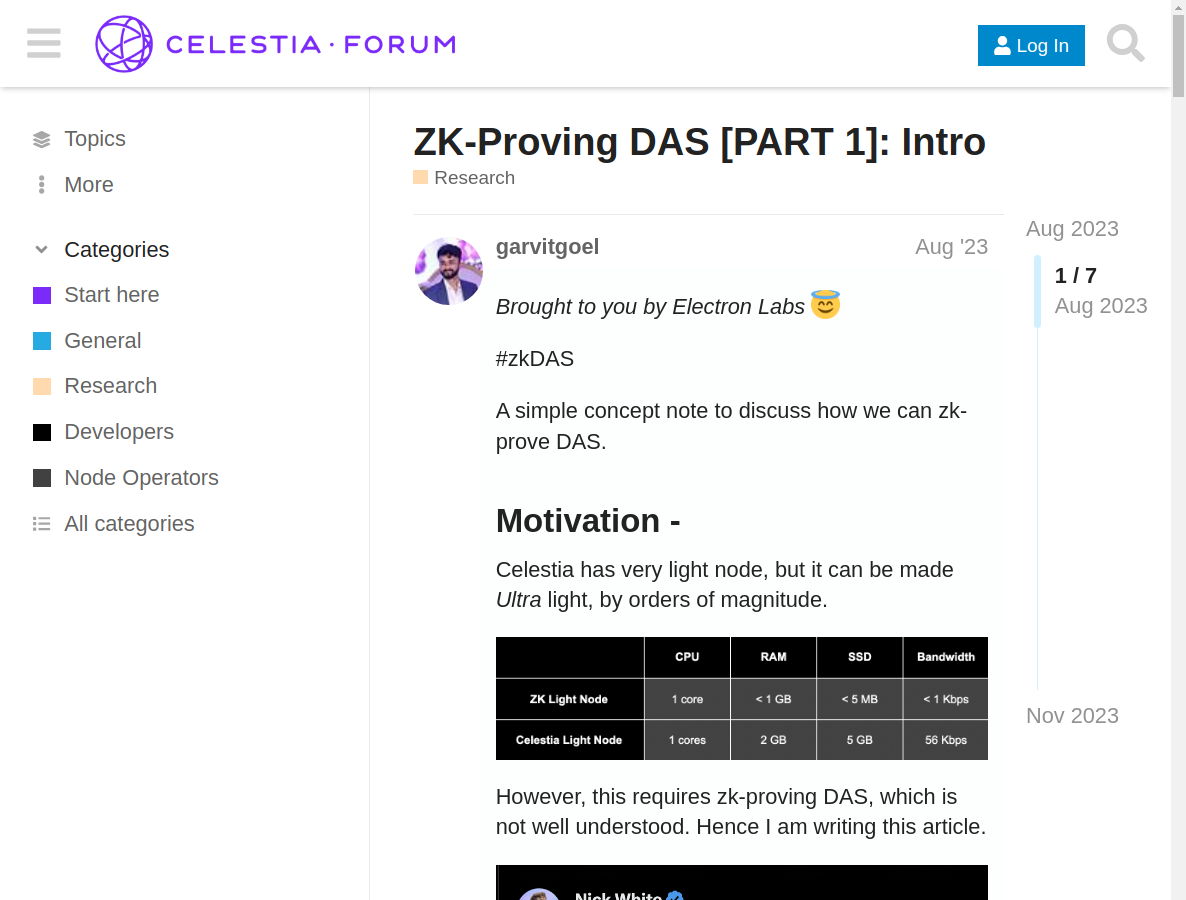 CELESTIA · FORUM
Log In
Topics
More
Categories
Start here
General
Research
Developers
Node Operators
All categories
ZK-Proving DAS [PART 1]: Intro
Research
garvitgoel
Aug '23
Brought to you by Electron Labs
#zkDAS
A simple concept note to discuss how we can zk-
prove DAS.
Motivation -
Celestia has very light node, but it can be made
Ultra light, by orders of magnitude.
CPU RAM SSD Bandwidth
ZK Light Node 1 core < 1 GB < 5 MB < 1 Kbps
Celestia Light Node 1 cores 2 GB 5 GB 56 Kbps
However, this requires zk-proving DAS, which is
not well understood. Hence I am writing this article.
Nick White
Aug 2023
1 / 7
Aug 2023
Nov 2023